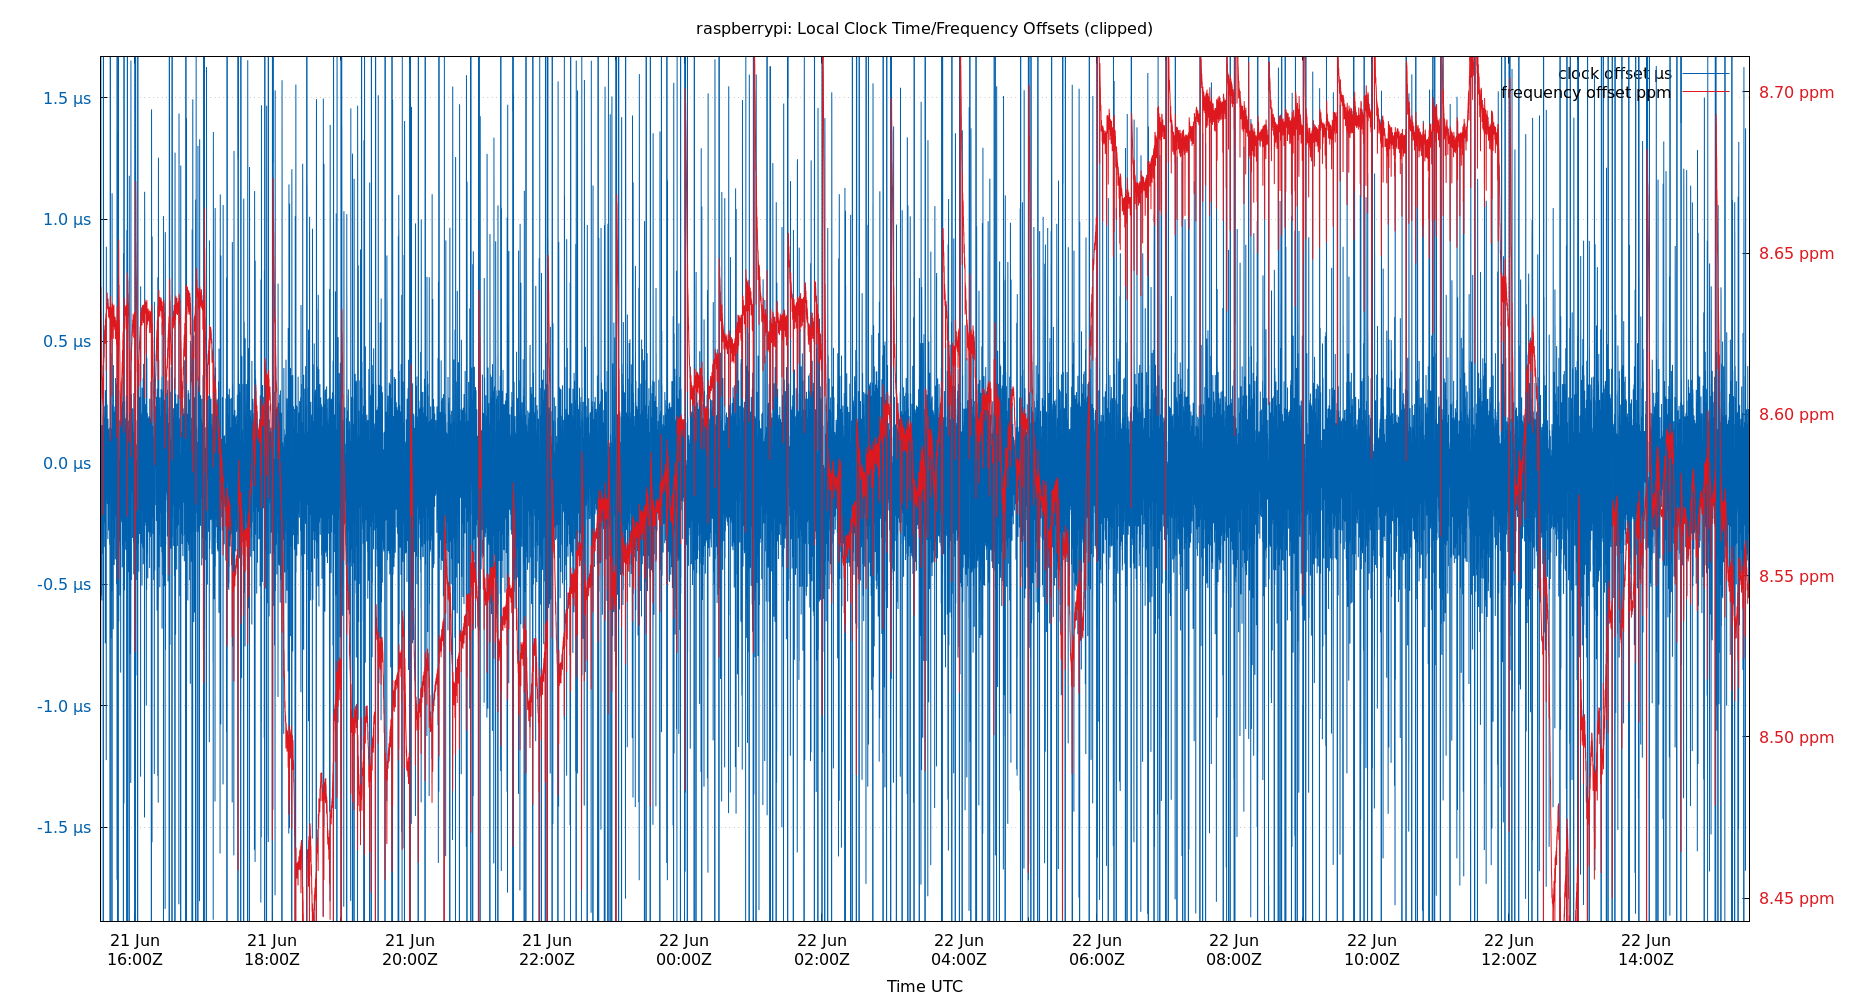 raspberrypi: Local Clock Time/Frequency Offsets (clipped)
clock offset µs
frequency offset ppm
1.5 µs
1.0 µs
0.5 µs
0.0 µs
-0.5 µs
-1.0 µs
-1.5 µs
8.70 ppm
8.65 ppm
8.60 ppm
8.55 ppm
8.50 ppm
8.45 ppm
21 Jun
16:00Z
21 Jun
18:00Z
21 Jun
20:00Z
21 Jun
22:00Z
22 Jun
00:00Z
22 Jun
02:00Z
22 Jun
04:00Z
22 Jun
06:00Z
22 Jun
08:00Z
22 Jun
10:00Z
22 Jun
12:00Z
22 Jun
14:00Z
Time UTC